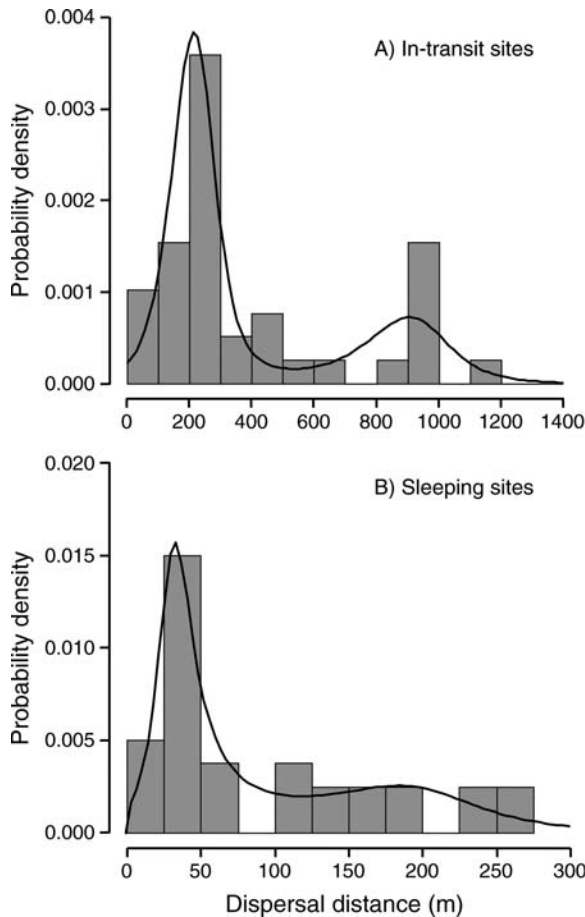 A) In-transit sites
Probability density
0.004
0.003
0.002
0.001
0.000
0 200 400 600 800 1000 1200 1400
B) Sleeping sites
Probability density
0.020
0.015
0.010
0.005
0.000
0 50 100 150 200 250 300
Dispersal distance (m)